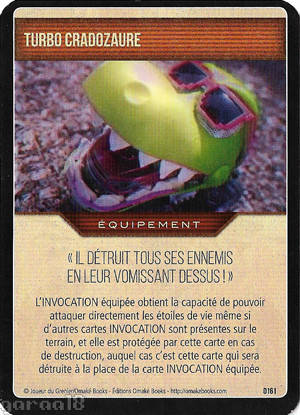 TURBO CRADOZAURE
ÉQUIPEMENT
« IL DÉTRUIT TOUS SES ENNEMIS
EN LEUR VOMISSANT DESSUS ! »
L'INVOCATION équipée obtient la capacité de pouvoir
attaquer directement les étoiles de vie même si
d'autres cartes INVOCATION sont présentes sur le
terrain, et elle est protégée par cette carte en cas
de destruction, auquel cas c'est cette carte qui sera
détruite à la place de la carte INVOCATION équipée.
© Joueur du Grenier/Omaké Books - Éditions Omaké Books - http://omakebooks.com
0161